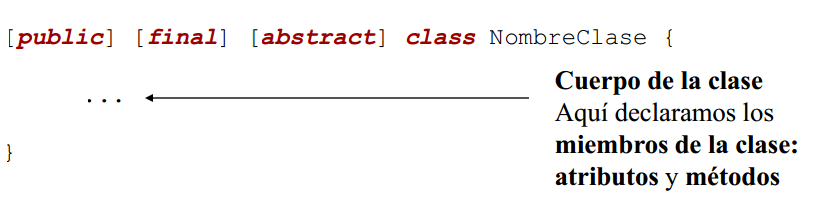 [public] [final] [abstract] class NombreClase {
Cuerpo de la clase
...
Aquí declaramos los
miembros de la clase:
atributos y métodos
}